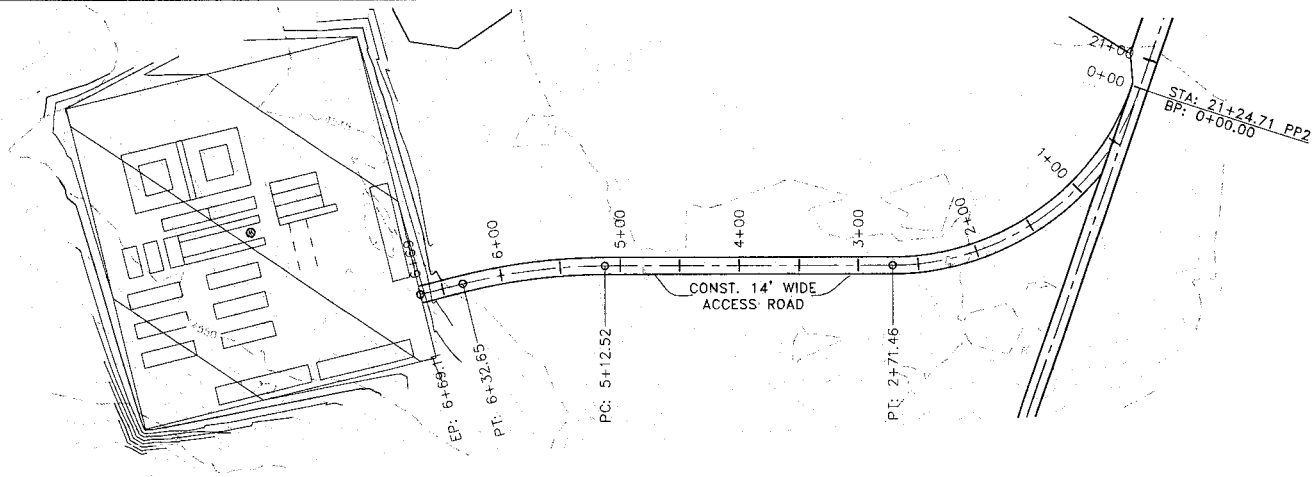 21+00
0+00
STA: 21+24.71 PP2
BP: 0+00.00
1+00
2+00
3+00
4+00
5+00
6+00
6+69
CONST. 14' WIDE
ACCESS ROAD
EP: 6+69.11
PT: 6+32.65
PC: 5+12.52
PT: 2+71.46